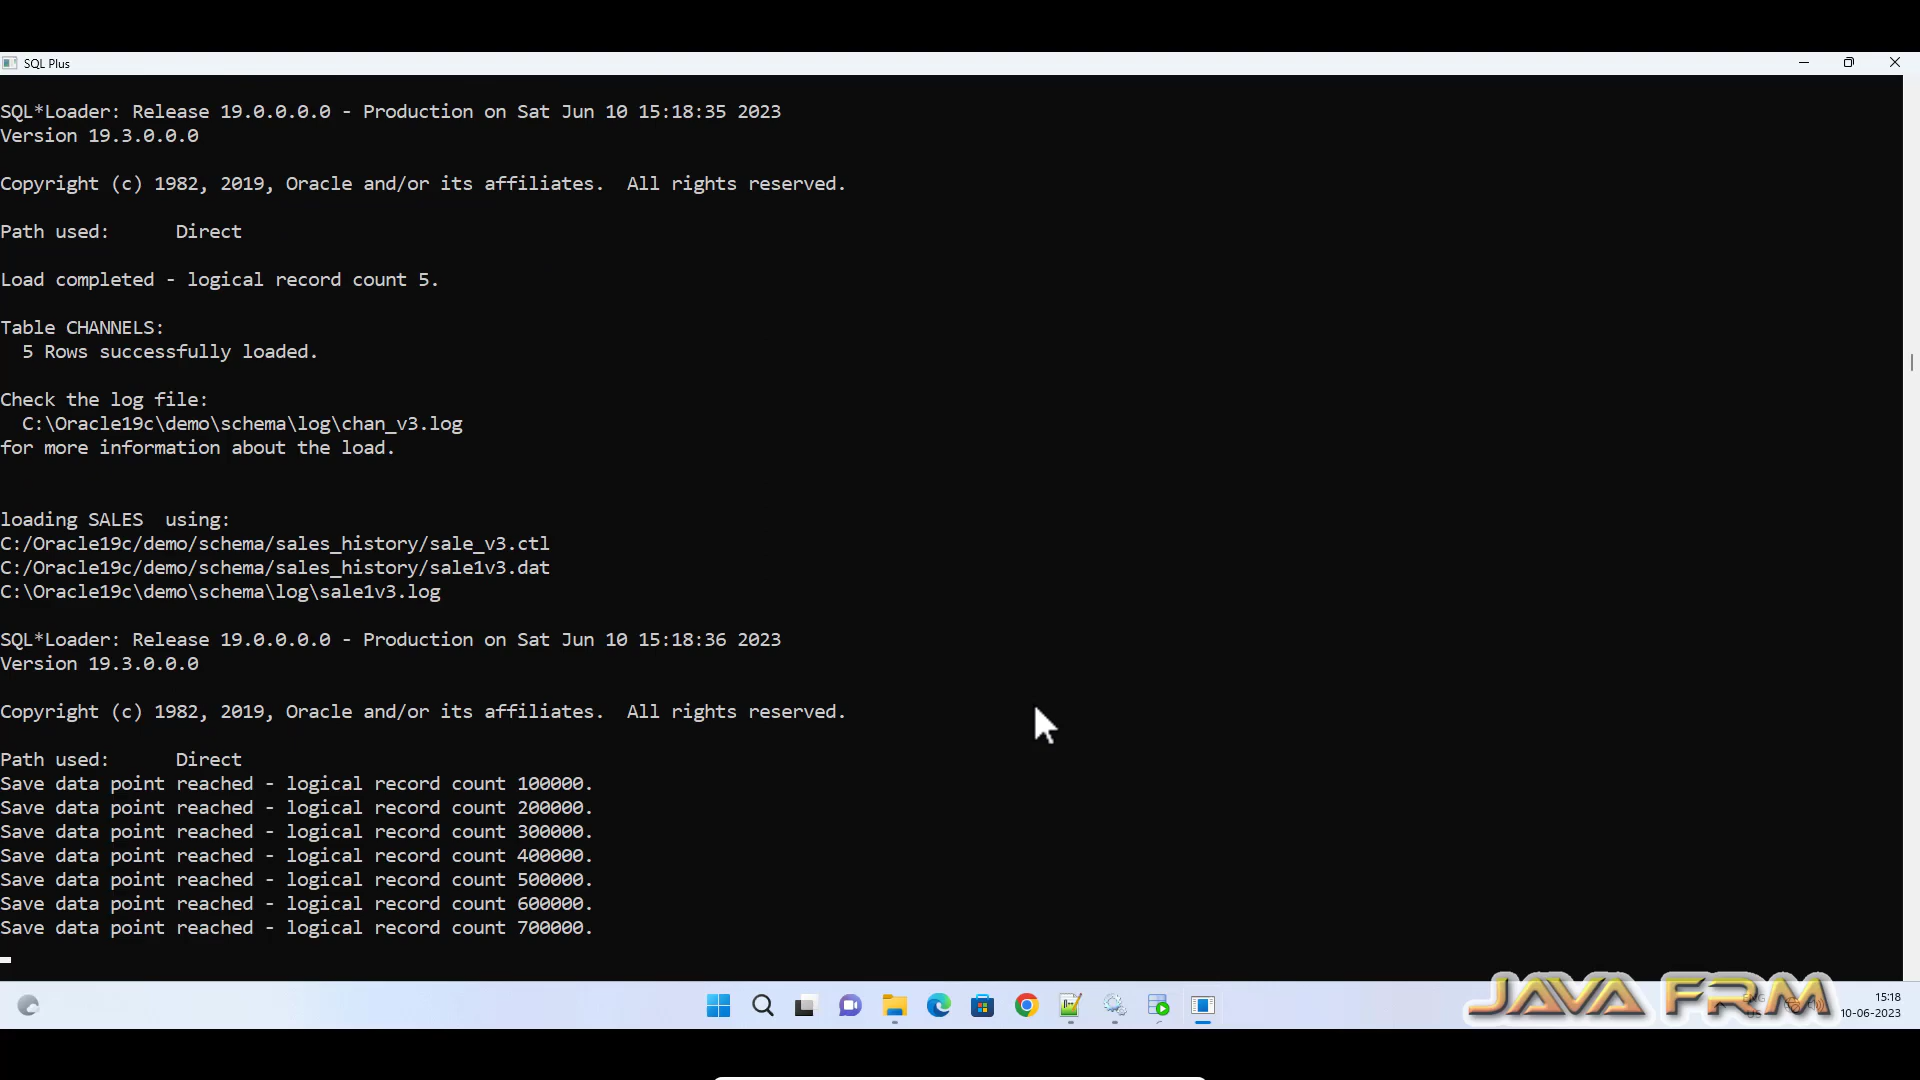 SQL Plus
SQL*Loader: Release 19.0.0.0.0 - Production on Sat Jun 10 15:18:35 2023
Version 19.3.0.0.0
Copyright (c) 1982, 2019, Oracle and/or its affiliates.  All rights reserved.
Path used:      Direct
Load completed - logical record count 5.
Table CHANNELS:
  5 Rows successfully loaded.
Check the log file:
  C:\Oracle19c\demo\schema\log\chan_v3.log
for more information about the load.
loading SALES  using:
C:/Oracle19c/demo/schema/sales_history/sale_v3.ctl
C:/Oracle19c/demo/schema/sales_history/sale1v3.dat
C:\Oracle19c\demo\schema\log\sale1v3.log
SQL*Loader: Release 19.0.0.0.0 - Production on Sat Jun 10 15:18:36 2023
Version 19.3.0.0.0
Copyright (c) 1982, 2019, Oracle and/or its affiliates.  All rights reserved.
Path used:      Direct
Save data point reached - logical record count 100000.
Save data point reached - logical record count 200000.
Save data point reached - logical record count 300000.
Save data point reached - logical record count 400000.
Save data point reached - logical record count 500000.
Save data point reached - logical record count 600000.
Save data point reached - logical record count 700000.
JAVA FRM
ENG
US
15:18
10-06-2023